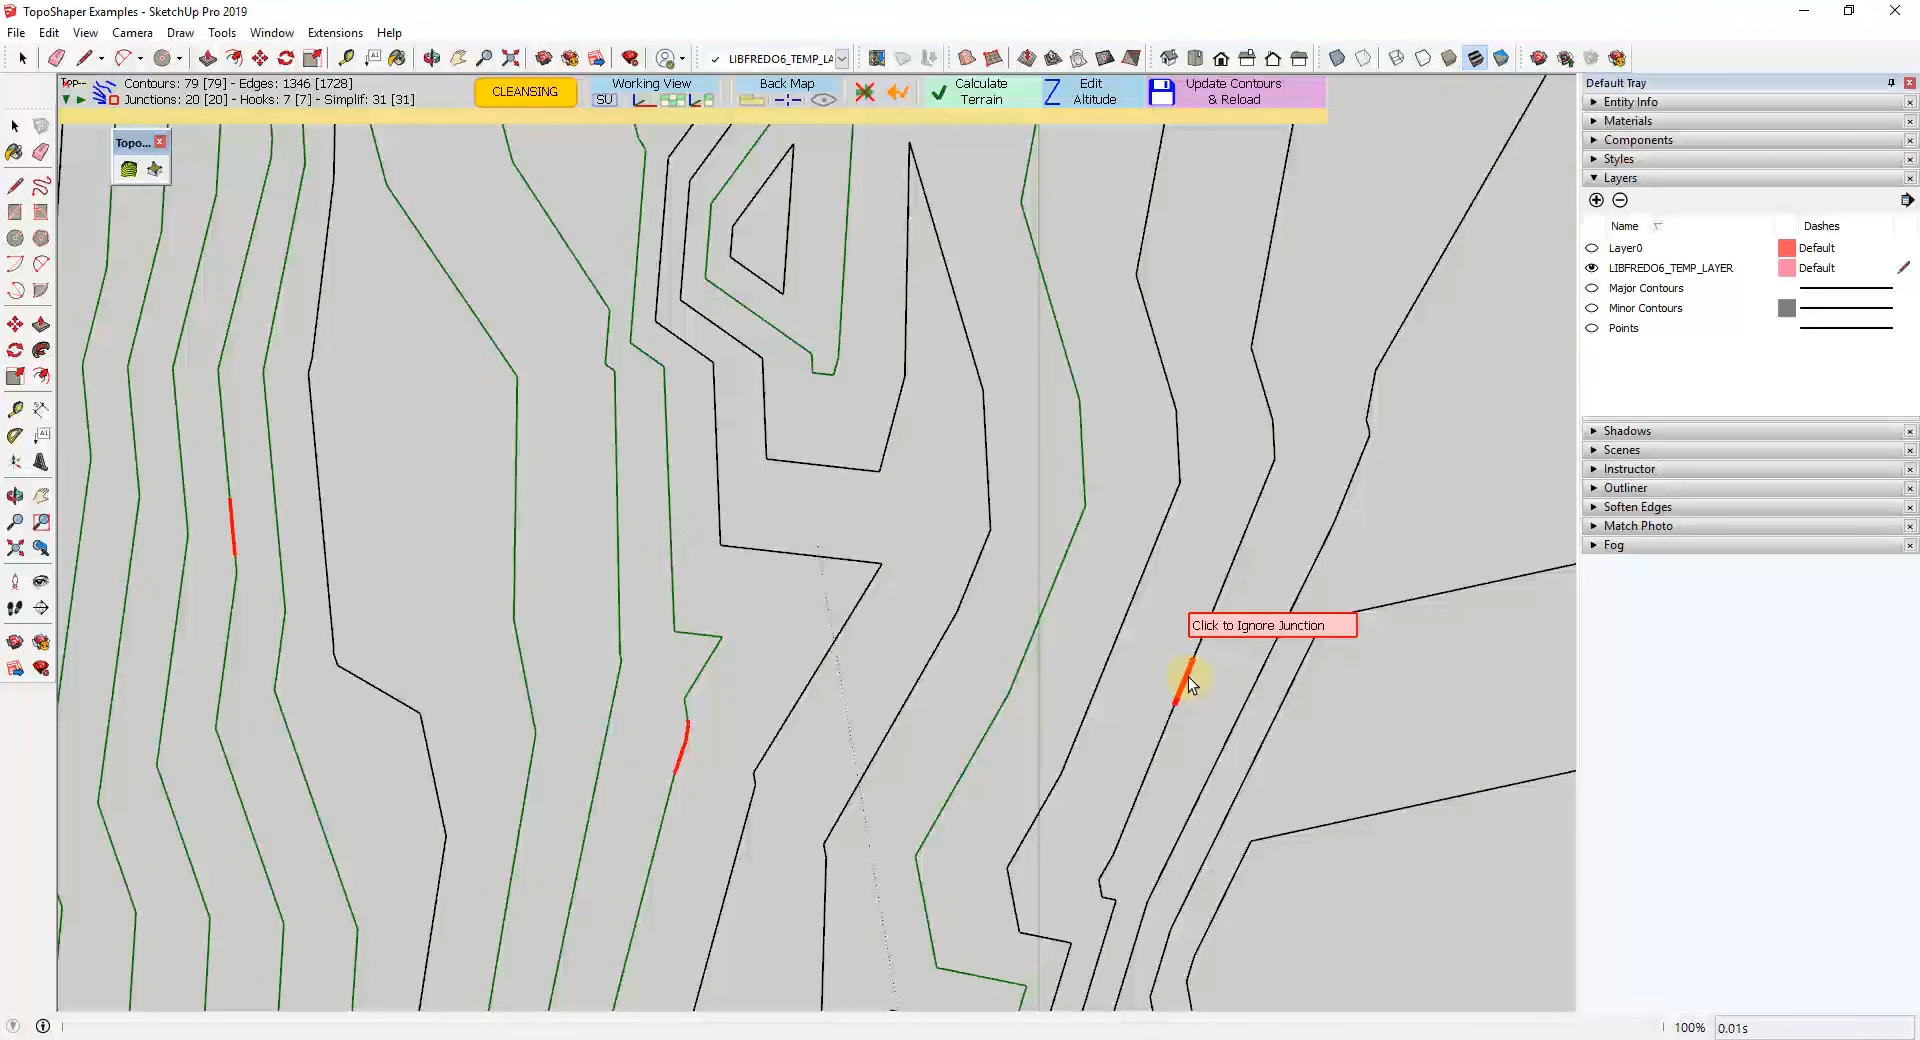 TopoShaper Examples - SketchUp Pro 2019
File Edit View Camera Draw Tools Window Extensions Help
LIBFREDO6_TEMP_LA
Top--
Contours: 79 [79] - Edges: 1346 [1728]
Junctions: 20 [20] - Hooks: 7 [7] - Simplif: 31 [31]
CLEANSING
Working View
SU
Back Map
Calculate
Terrain
Edit
Altitude
Update Contours
& Reload
Topo...
Click to Ignore Junction
Default Tray
Entity Info
Materials
Components
Styles
Layers
Name Dashes
Layer0 Default
LIBFREDO6_TEMP_LAYER Default
Major Contours
Minor Contours
Points
Shadows
Scenes
Instructor
Outliner
Soften Edges
Match Photo
Fog
100% 0.01s